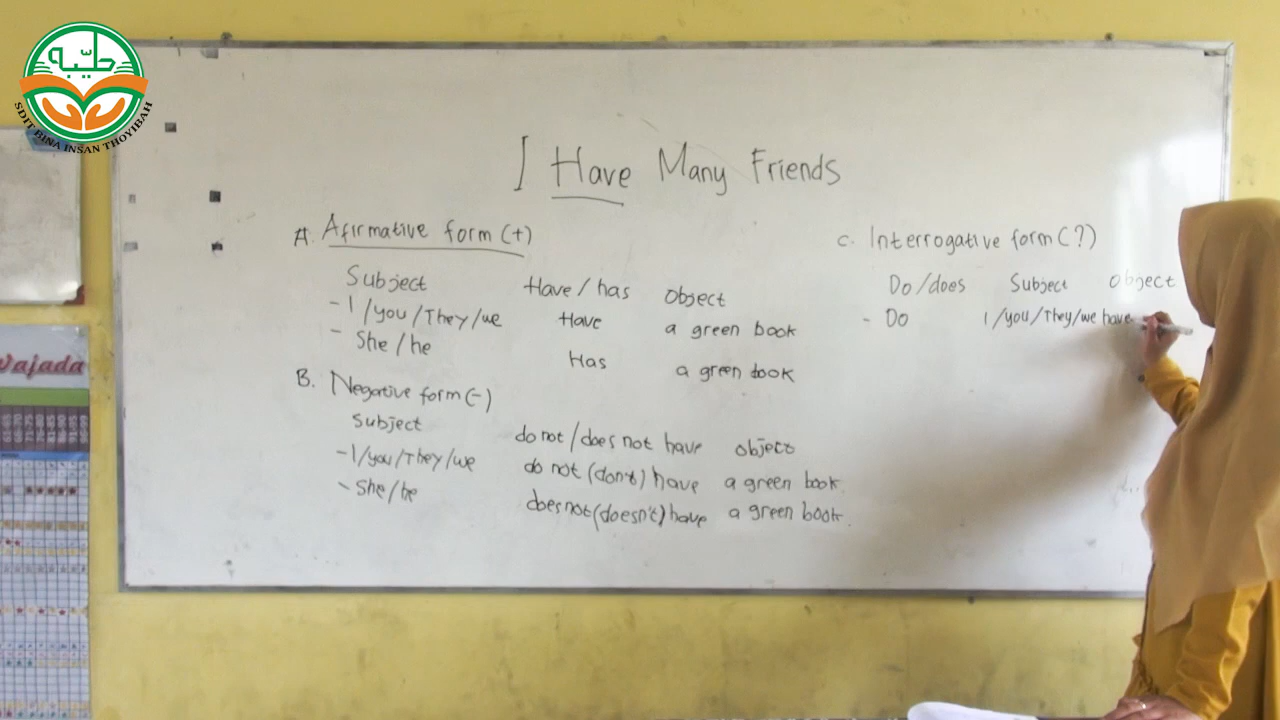 طيّبة
SDIT BINA INSAN THOYIBAH
I Have Many Friends
A. Afirmative form (+)
Subject Have / has object
- I / you / They / we Have a green book
- She / he Has a green book
B. Negative form (-)
Subject do not / does not have object
- I / you / They / we do not (don't) have a green book.
- She / he does not (doesn't) have a green book.
C. Interrogative form (?)
Do / does Subject object
- Do I / you / They / we have
wajada